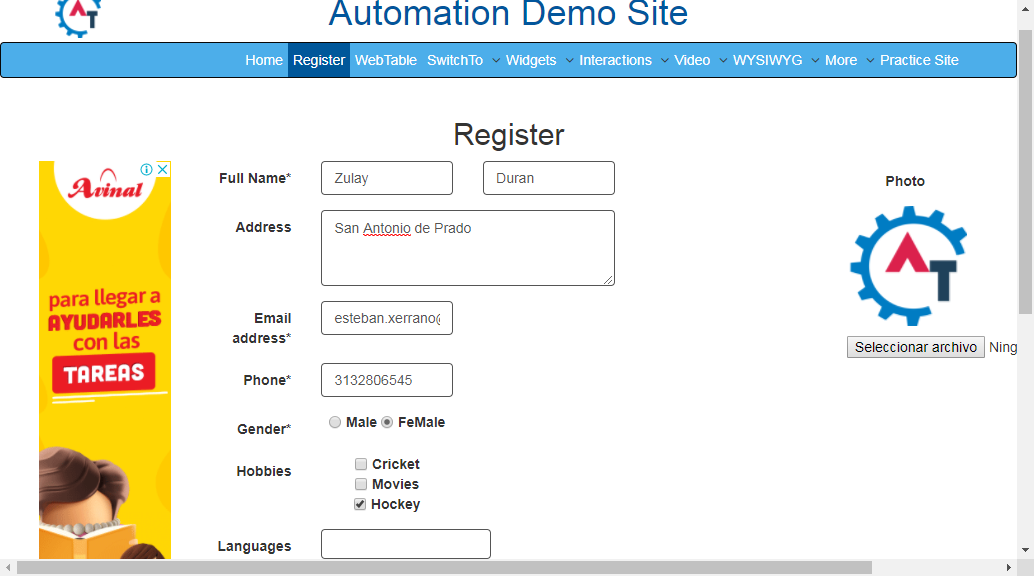 AT
Automation Demo Site
Home Register WebTable SwitchTo Widgets Interactions Video WYSIWYG More Practice Site
Register
Avinal
para llegar a
AYUDARLES
con las
TAREAS
Full Name* Zulay Duran
Address San Antonio de Prado
Email address* esteban.xerrano@
Phone* 3132806545
Gender* Male FeMale
Hobbies Cricket
Movies
Hockey
Languages
Photo
AT
Seleccionar archivo Ning